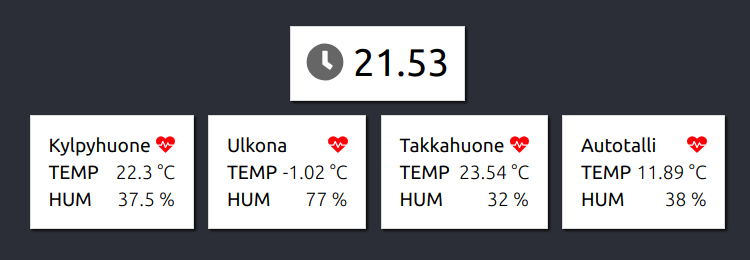 21.53
Kylpyhuone
TEMP 22.3 °C
HUM 37.5 %
Ulkona
TEMP -1.02 °C
HUM 77 %
Takkahuone
TEMP 23.54 °C
HUM 32 %
Autotalli
TEMP 11.89 °C
HUM 38 %